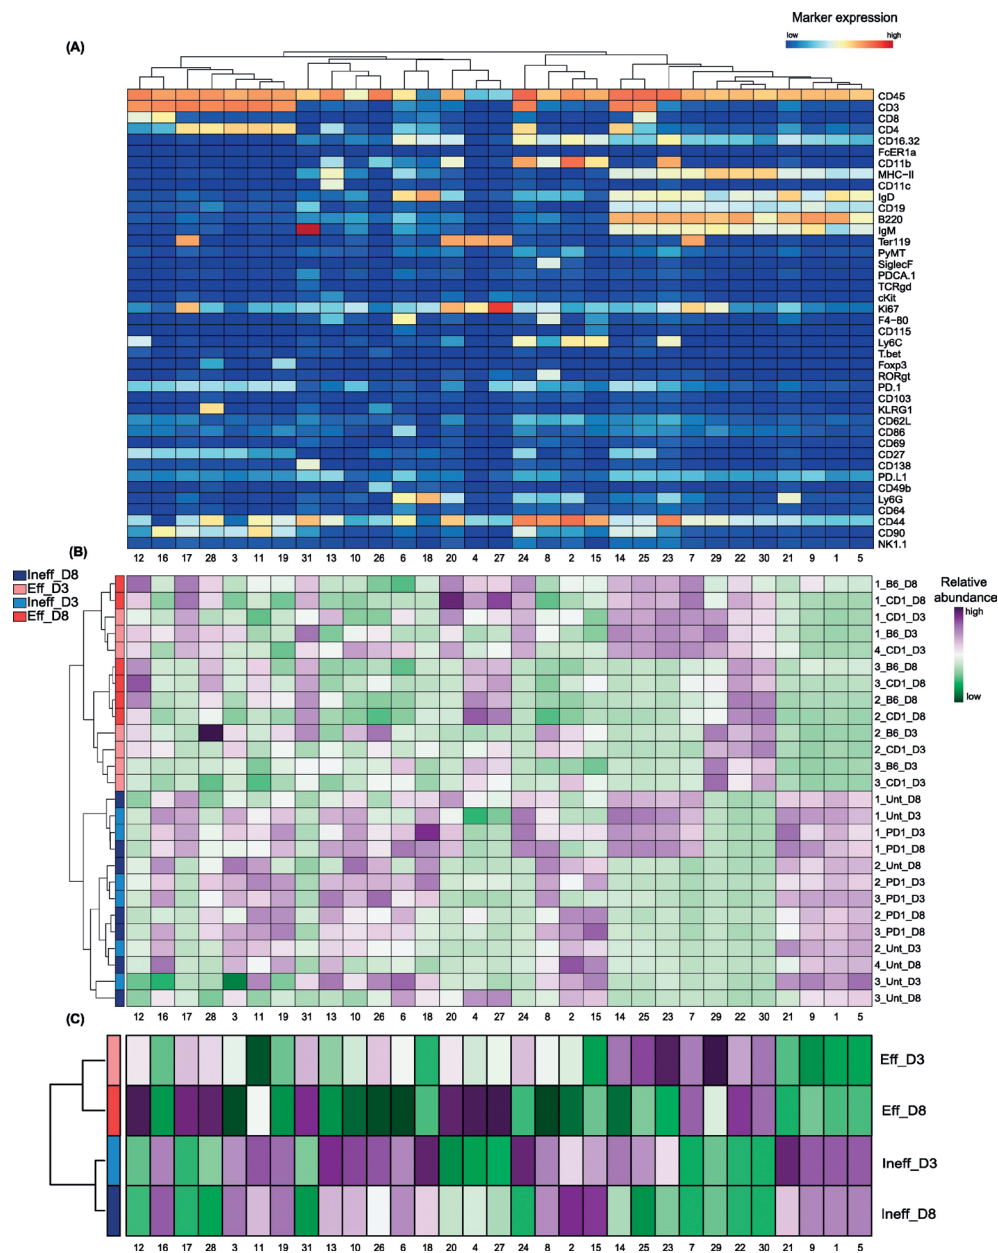 Marker expression
low high
(A)
CD45
CD3
CD8
CD4
CD16.32
FcER1a
CD11b
MHC-II
CD11c
IgD
CD19
B220
IgM
Ter119
PyMT
SiglecF
PDCA.1
TCRgd
cKit
Ki67
F4-80
CD115
Ly6C
T.bet
Foxp3
RORgt
PD.1
CD103
KLRG1
CD62L
CD86
CD69
CD27
CD138
PD.L1
CD49b
Ly6G
CD64
CD44
CD90
NK1.1
12 16 17 28 3 11 19 31 13 10 26 6 18 20 4 27 24 8 2 15 14 25 23 7 29 22 30 21 9 1 5
(B)
Ineff_D8
Eff_D3
Ineff_D3
Eff_D8
Relative
abundance
high
low
1_B6_D8
1_CD1_D8
1_CD1_D3
1_B6_D3
4_CD1_D3
3_B6_D8
3_CD1_D8
2_B6_D8
2_CD1_D8
2_B6_D3
2_CD1_D3
3_B6_D3
3_CD1_D3
1_Unt_D8
1_Unt_D3
1_PD1_D3
1_PD1_D8
2_Unt_D8
2_PD1_D3
3_PD1_D3
2_PD1_D8
3_PD1_D8
2_Unt_D3
4_Unt_D8
3_Unt_D3
3_Unt_D8
12 16 17 28 3 11 19 31 13 10 26 6 18 20 4 27 24 8 2 15 14 25 23 7 29 22 30 21 9 1 5
(C)
Eff_D3
Eff_D8
Ineff_D3
Ineff_D8
12 16 17 28 3 11 19 31 13 10 26 6 18 20 4 27 24 8 2 15 14 25 23 7 29 22 30 21 9 1 5